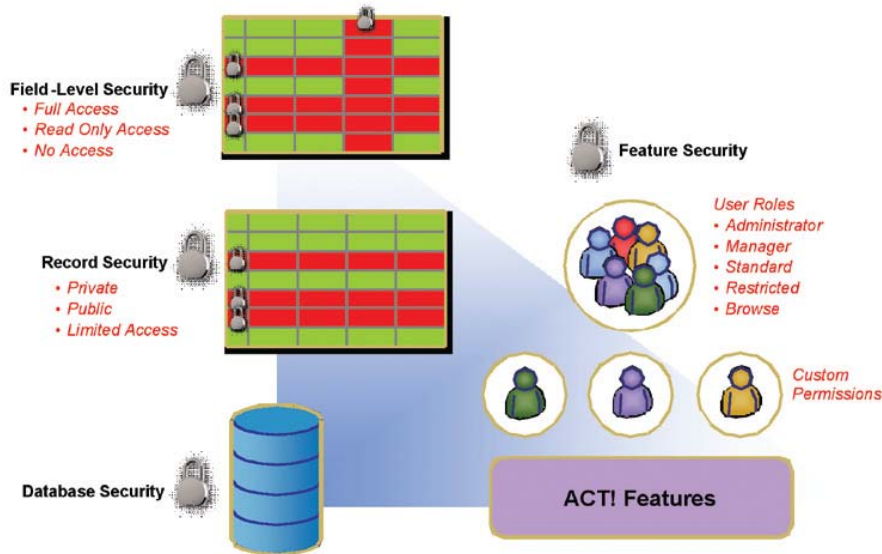 Field-Level Security
• Full Access
• Read Only Access
• No Access
Record Security
• Private
• Public
• Limited Access
Database Security
Feature Security
User Roles
• Administrator
• Manager
• Standard
• Restricted
• Browse
Custom
Permissions
ACT! Features